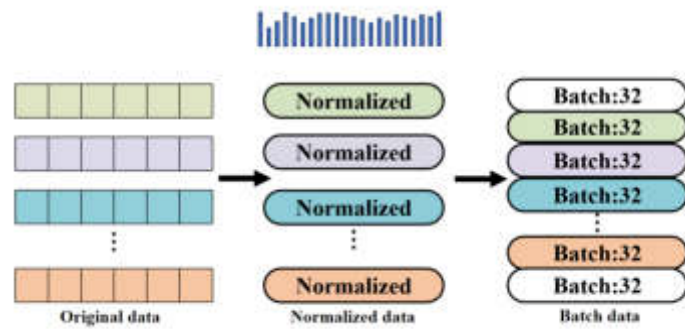 Normalized
Batch:32
Batch:32
Normalized
Batch:32
Normalized
Batch:32
Batch:32
Normalized
Batch:32
Original data
Normalized data
Batch data